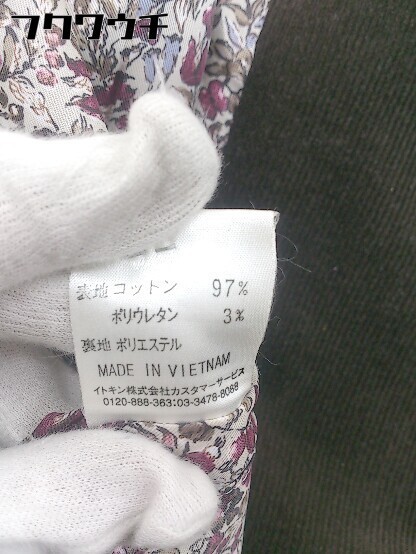 フクワウチ
表地 コットン 97%
ポリウレタン 3%
裏地 ポリエステル
MADE IN VIETNAM
イトキン株式会社カスタマーサービス
0120-888-363:03-3478-8088